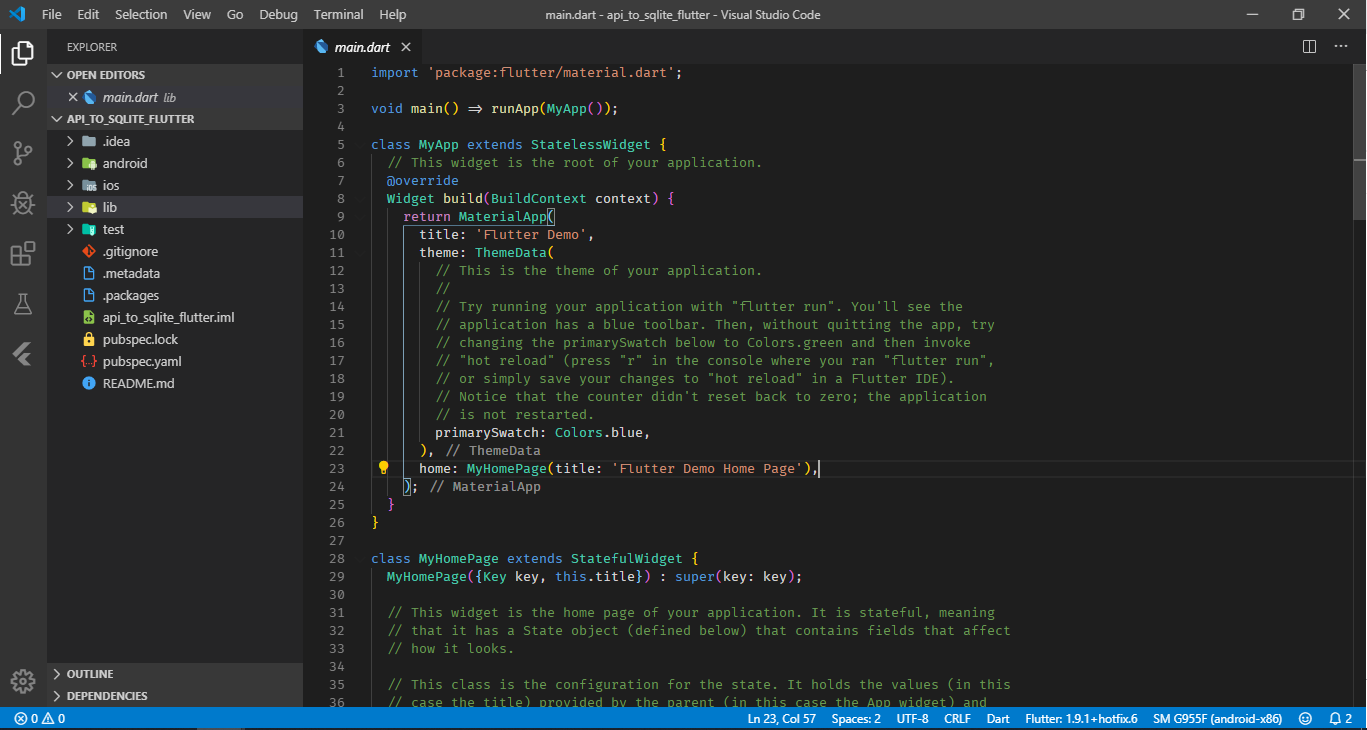 File Edit Selection View Go Debug Terminal Help
main.dart - api_to_sqlite_flutter - Visual Studio Code
EXPLORER
OPEN EDITORS
main.dart lib
API_TO_SQLITE_FLUTTER
.idea
android
ios
lib
test
.gitignore
.metadata
.packages
api_to_sqlite_flutter.iml
pubspec.lock
pubspec.yaml
README.md
OUTLINE
DEPENDENCIES
main.dart
1 import 'package:flutter/material.dart';
2
3 void main() => runApp(MyApp());
4
5 class MyApp extends StatelessWidget {
6 // This widget is the root of your application.
7 @override
8 Widget build(BuildContext context) {
9 return MaterialApp(
10 title: 'Flutter Demo',
11 theme: ThemeData(
12 // This is the theme of your application.
13 //
14 // Try running your application with "flutter run". You'll see the
15 // application has a blue toolbar. Then, without quitting the app, try
16 // changing the primarySwatch below to Colors.green and then invoke
17 // "hot reload" (press "r" in the console where you ran "flutter run",
18 // or simply save your changes to "hot reload" in a Flutter IDE).
19 // Notice that the counter didn't reset back to zero; the application
20 // is not restarted.
21 primarySwatch: Colors.blue,
22 ), // ThemeData
23 home: MyHomePage(title: 'Flutter Demo Home Page'),
24 ); // MaterialApp
25 }
26 }
27
28 class MyHomePage extends StatefulWidget {
29 MyHomePage({Key key, this.title}) : super(key: key);
30
31 // This widget is the home page of your application. It is stateful, meaning
32 // that it has a State object (defined below) that contains fields that affect
33 // how it looks.
34
35 // This class is the configuration for the state. It holds the values (in this
36 // case the title) provided by the parent (in this case the App widget) and
0 0
Ln 23, Col 57 Spaces: 2 UTF-8 CRLF Dart Flutter: 1.9.1+hotfix.6 SM G955F (android-x86) 2